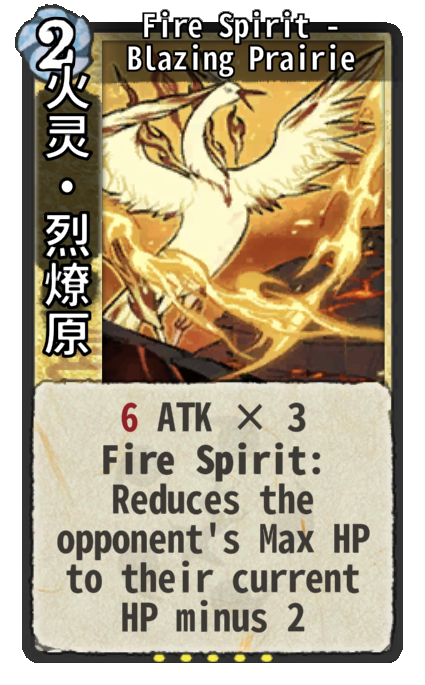 2
Fire Spirit -
Blazing Prairie
火灵·烈燎原
6 ATK × 3
Fire Spirit:
Reduces the
opponent's Max HP
to their current
HP minus 2